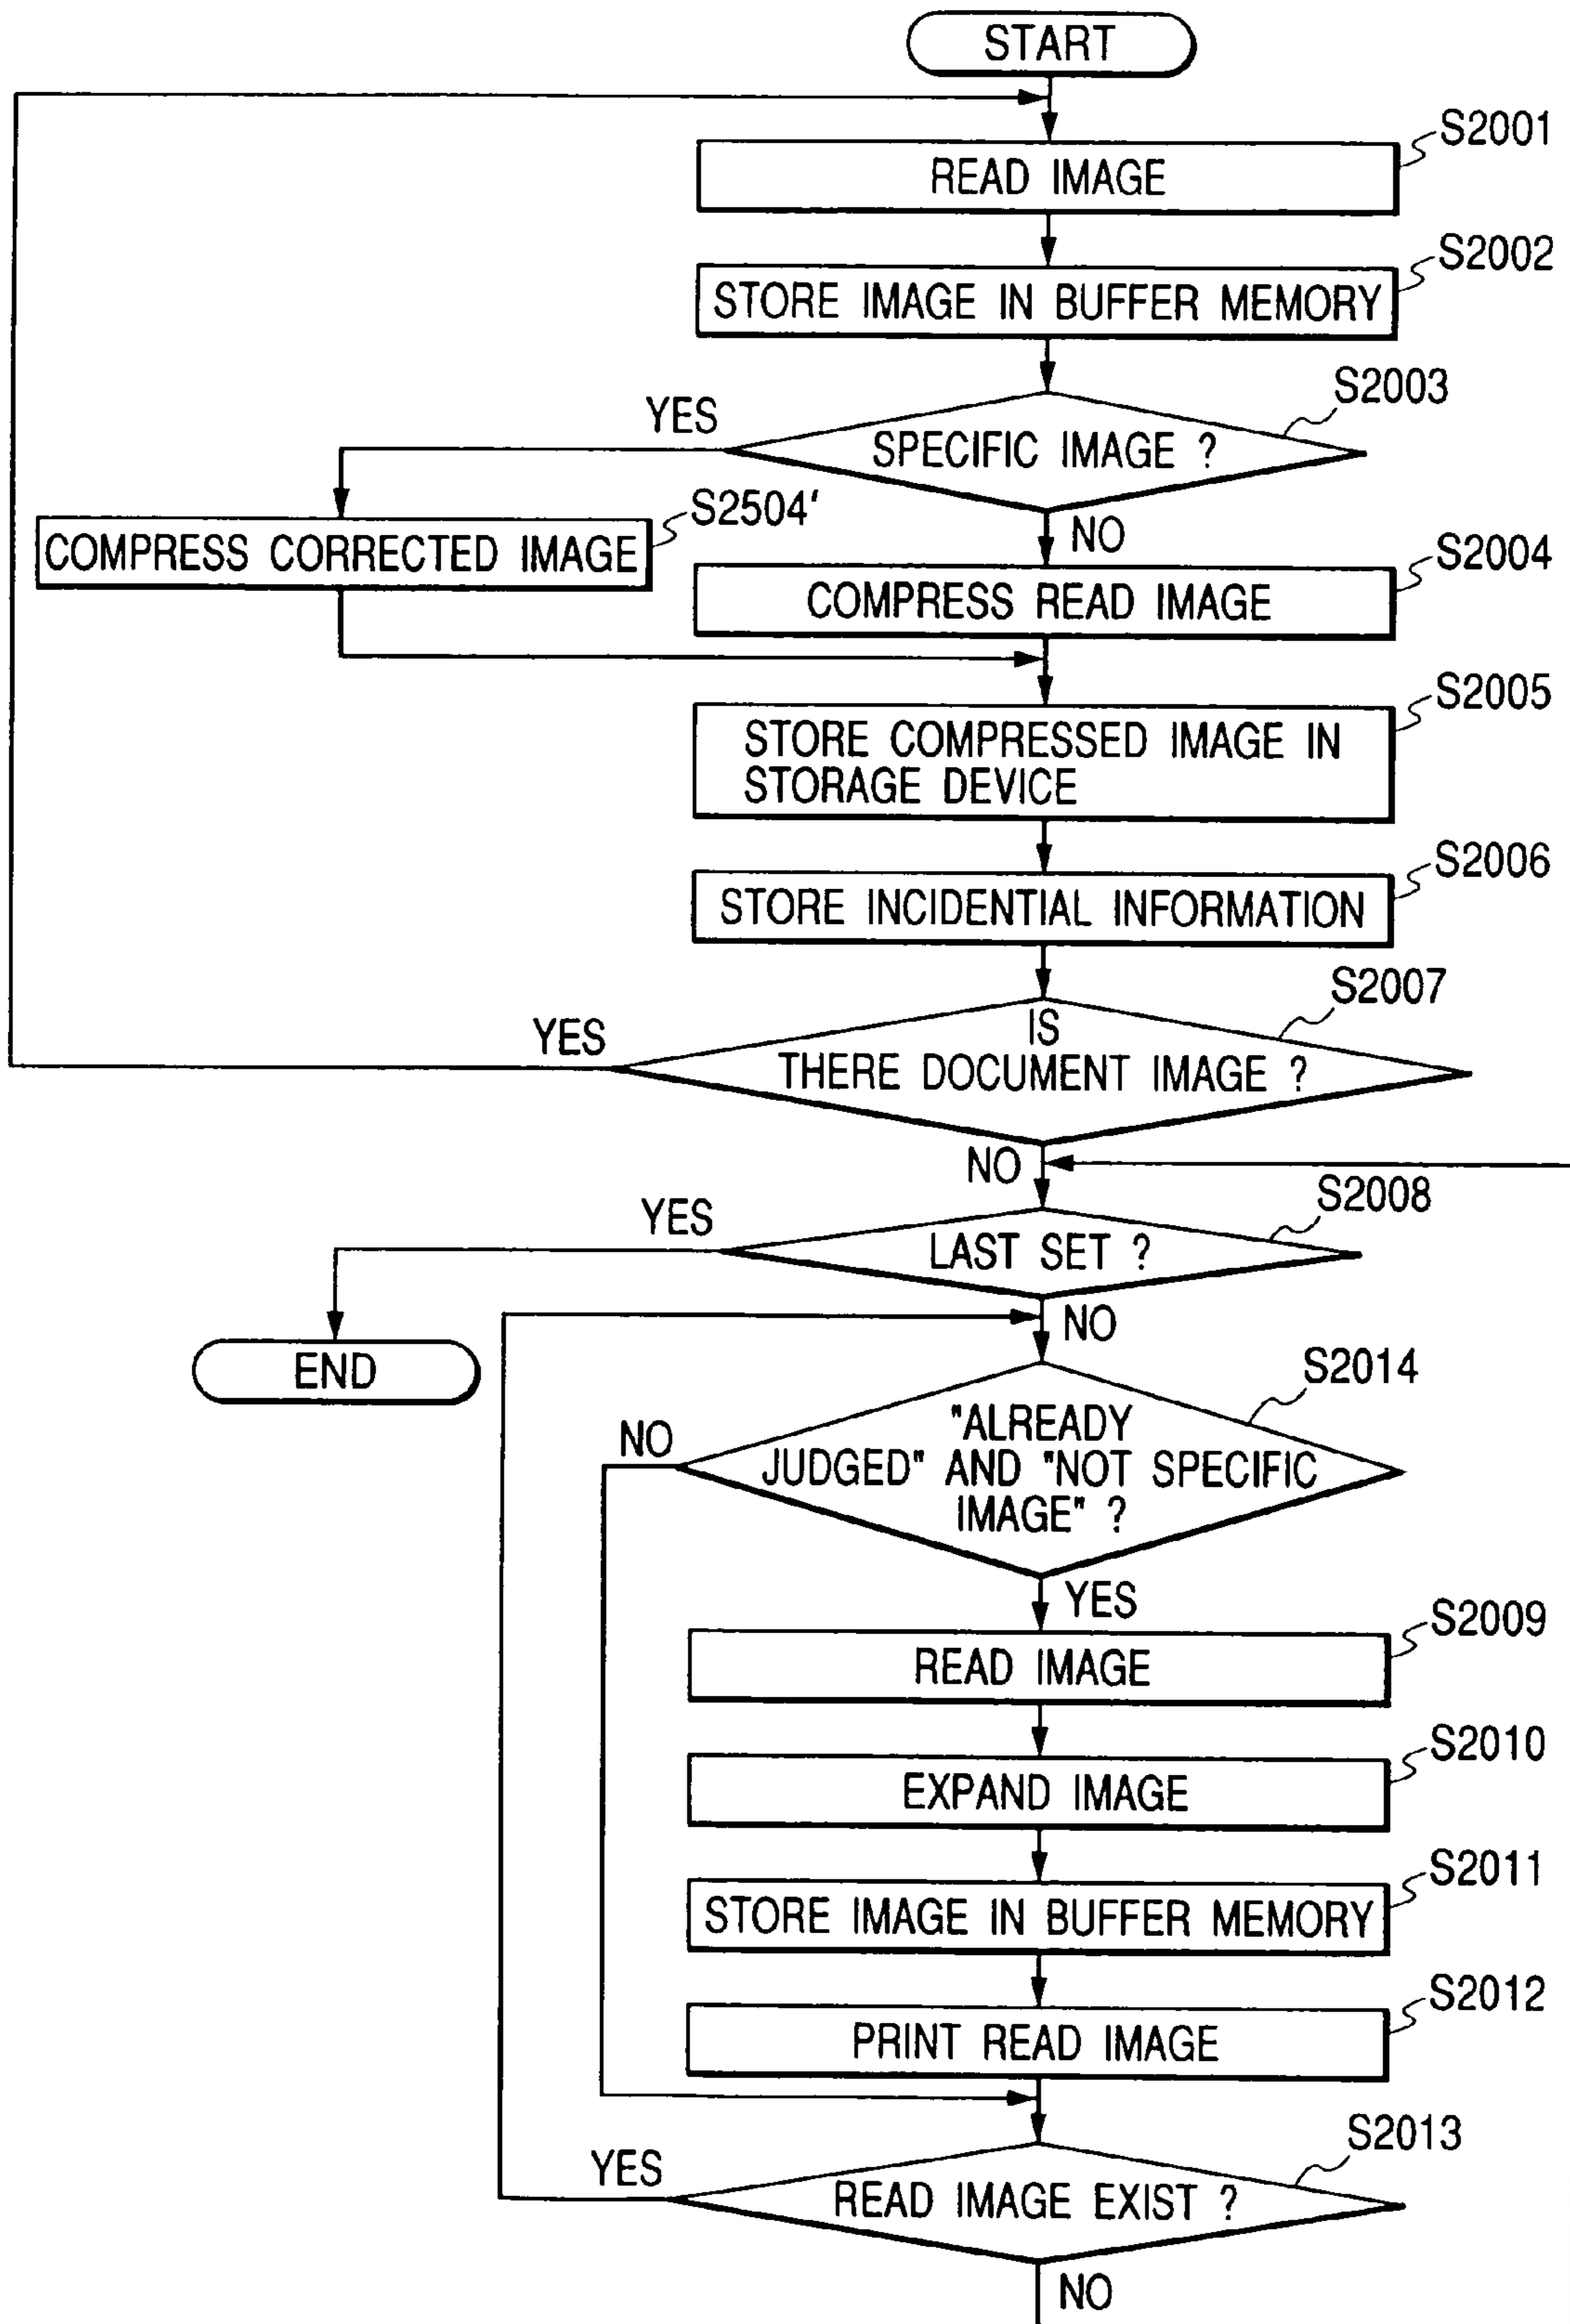 START
S2001
READ IMAGE
S2002
STORE IMAGE IN BUFFER MEMORY
S2003
YES
SPECIFIC IMAGE ?
S2504'
NO
COMPRESS CORRECTED IMAGE
S2004
COMPRESS READ IMAGE
S2005
STORE COMPRESSED IMAGE IN
STORAGE DEVICE
S2006
STORE INCIDENTIAL INFORMATION
S2007
YES
IS
THERE DOCUMENT IMAGE ?
NO
S2008
YES
LAST SET ?
NO
END
S2014
NO
"ALREADY
JUDGED" AND "NOT SPECIFIC
IMAGE" ?
YES
S2009
READ IMAGE
S2010
EXPAND IMAGE
S2011
STORE IMAGE IN BUFFER MEMORY
S2012
PRINT READ IMAGE
S2013
YES
READ IMAGE EXIST ?
NO